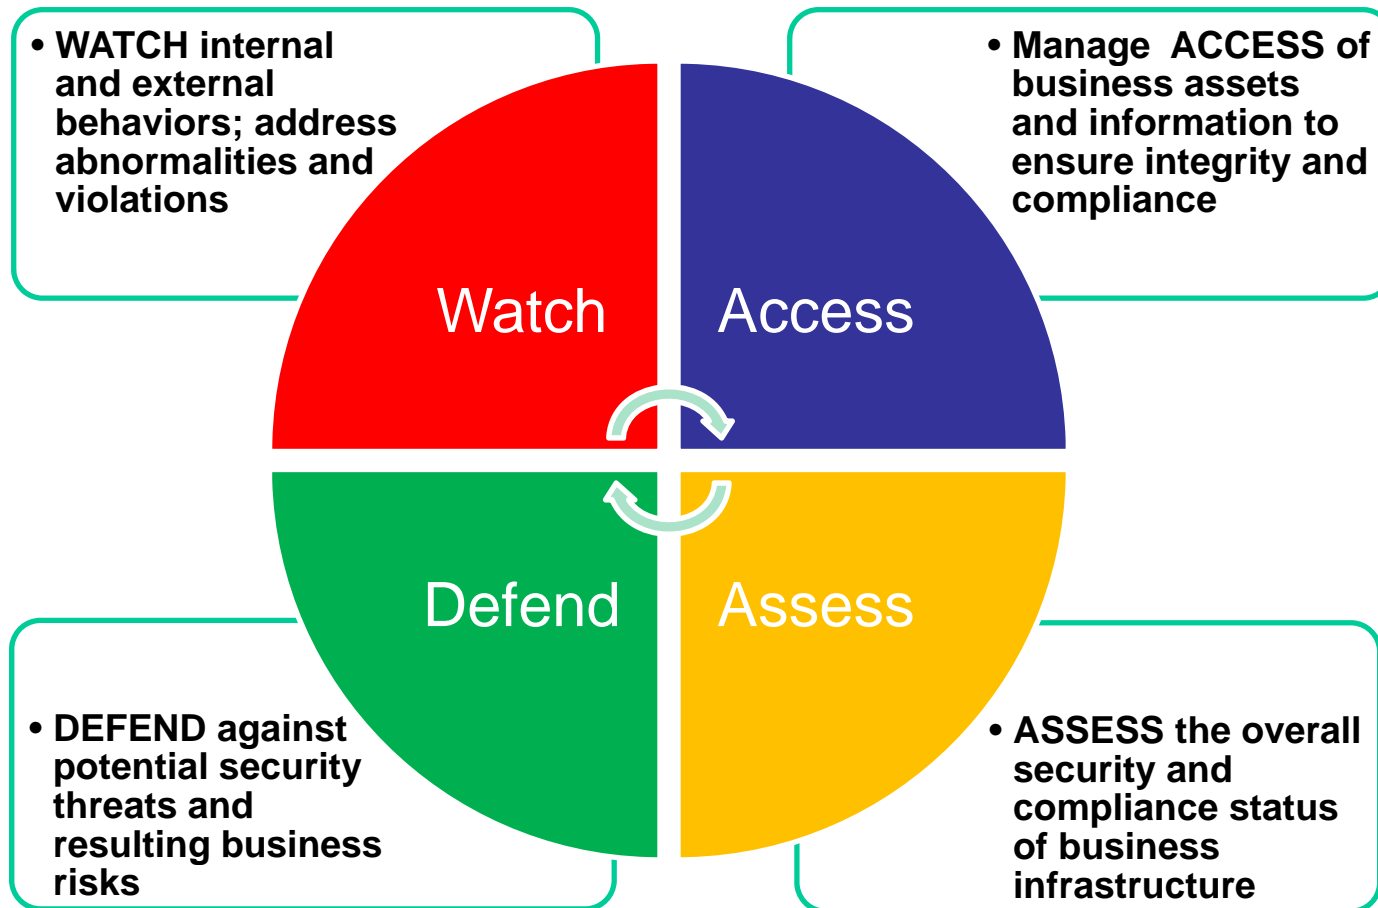 • WATCH internal
and external
behaviors; address
abnormalities and
violations
• Manage  ACCESS of
business assets
and information to
ensure integrity and
compliance
Watch
Access
Defend
Assess
• DEFEND against
potential security
threats and
resulting business
risks
• ASSESS the overall
security and
compliance status
of business
infrastructure